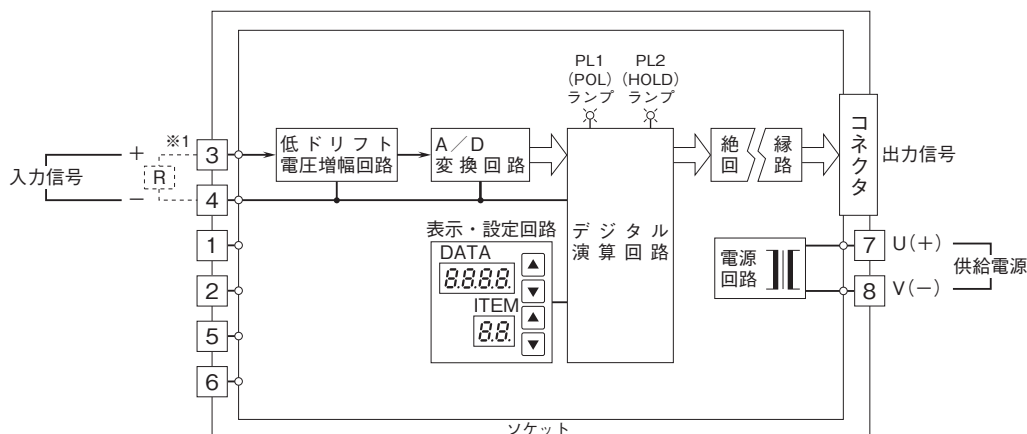 PL1
(POL)
ランプ
PL2
(HOLD)
ランプ
※1
3
+
入力信号
R
−
4
低ドリフト
電圧増幅回路
A/D
変換回路
デジタル
演算回路
絶縁
回路
コネクタ
出力信号
1
2
5
6
表示・設定回路
DATA
8.8.8.8.
ITEM
8.8.
▲
▼
▲
▼
電源
回路
7
U(+)
8
V(−)
供給電源
ソケット